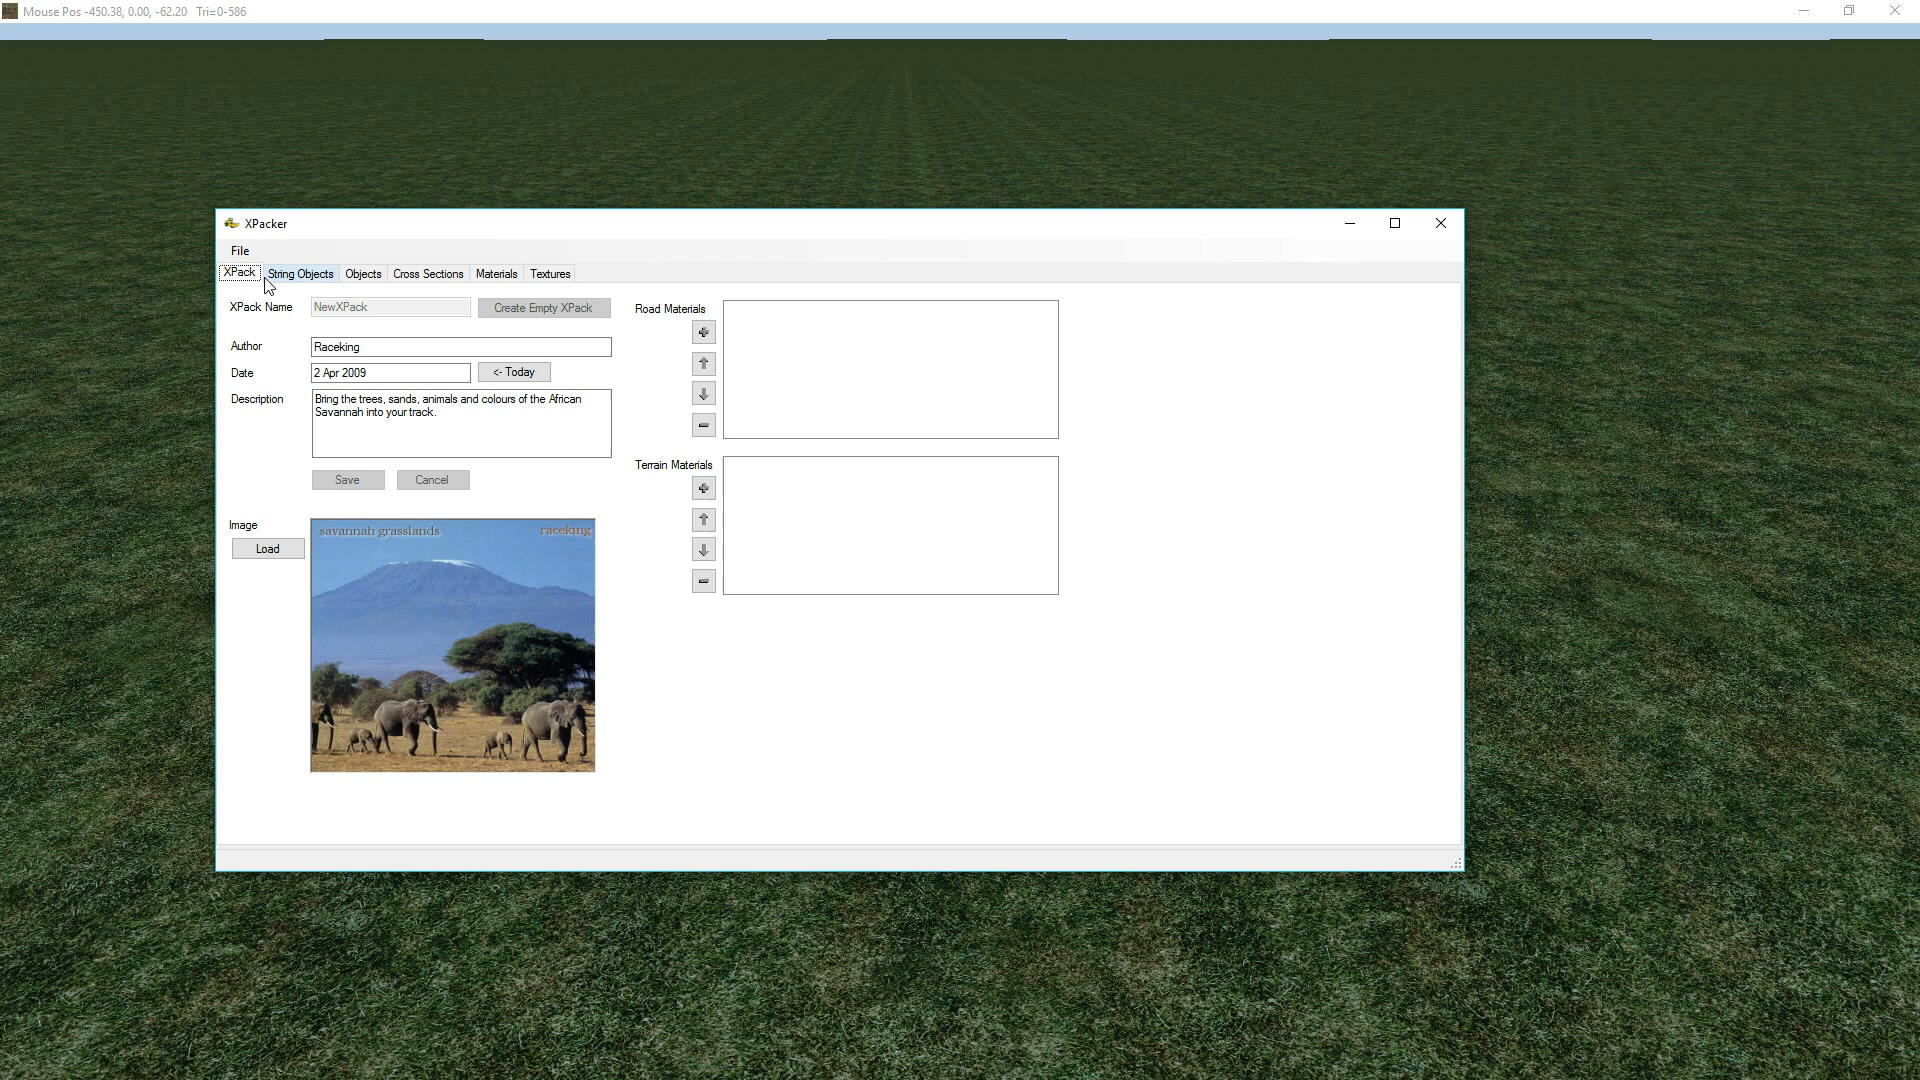 Mouse Pos -450.38, 0.00, -62.20 Tri=0-586
XPacker
File
XPack String Objects Objects Cross Sections Materials Textures
XPack Name NewXPack Create Empty XPack
Author Raceking
Date 2 Apr 2009 <- Today
Description Bring the trees, sands, animals and colours of the African
Savannah into your track.
Save Cancel
Image
Load
savannah grasslands raceking
Road Materials
Terrain Materials